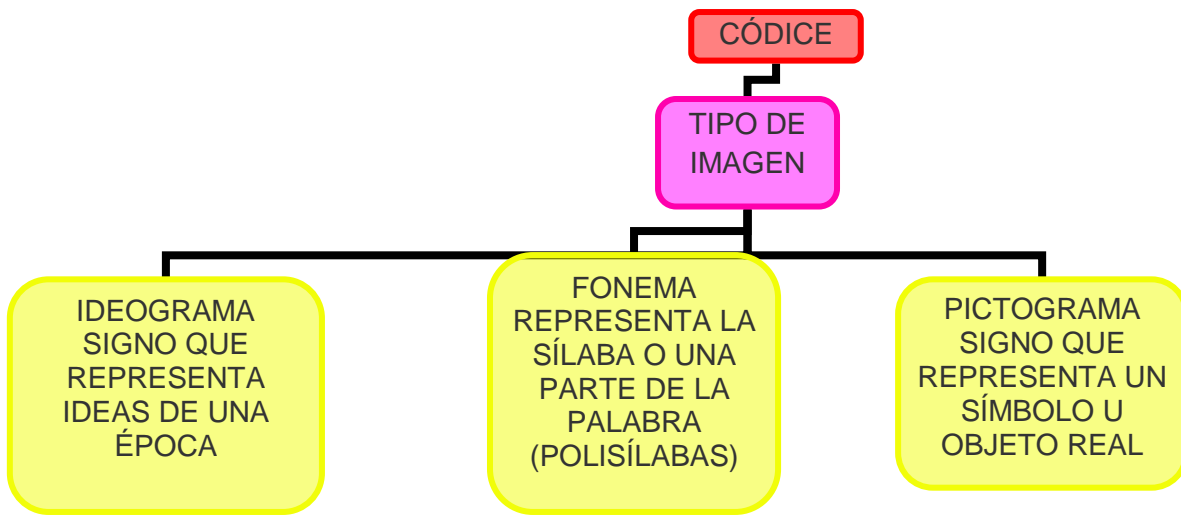 CÓDICE
TIPO DE
IMAGEN
IDEOGRAMA
SIGNO QUE
REPRESENTA
IDEAS DE UNA
ÉPOCA
FONEMA
REPRESENTA LA
SÍLABA O UNA
PARTE DE LA
PALABRA
(POLISÍLABAS)
PICTOGRAMA
SIGNO QUE
REPRESENTA UN
SÍMBOLO U
OBJETO REAL